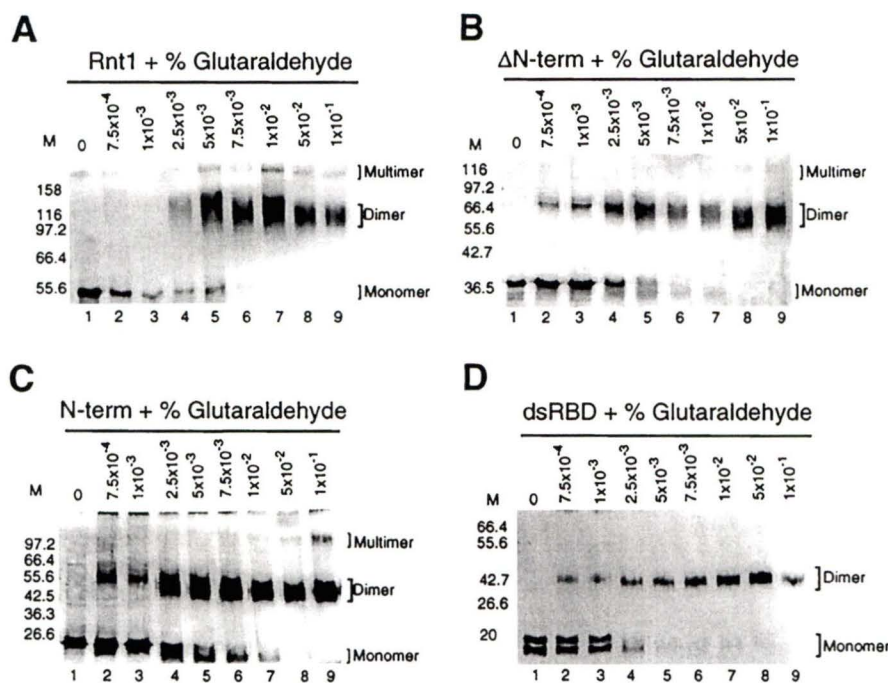 A
Rnt1 + % Glutaraldehyde
M 0 7.5x10-4 1x10-3 2.5x10-3 5x10-3 7.5x10-3 1x10-2 5x10-2 1x10-1
158
116
97.2
66.4
55.6
]Multimer
]Dimer
]Monomer
1 2 3 4 5 6 7 8 9
B
ΔN-term + % Glutaraldehyde
M 0 7.5x10-4 1x10-3 2.5x10-3 5x10-3 7.5x10-3 1x10-2 5x10-2 1x10-1
116
97.2
66.4
55.6
42.7
36.5
]Multimer
]Dimer
]Monomer
1 2 3 4 5 6 7 8 9
C
N-term + % Glutaraldehyde
M 0 7.5x10-4 1x10-3 2.5x10-3 5x10-3 7.5x10-3 1x10-2 5x10-2 1x10-1
97.2
66.4
55.6
42.5
36.3
26.6
]Multimer
]Dimer
]Monomer
1 2 3 4 5 6 7 8 9
D
dsRBD + % Glutaraldehyde
M 0 7.5x10-4 1x10-3 2.5x10-3 5x10-3 7.5x10-3 1x10-2 5x10-2 1x10-1
66.4
55.6
42.7
26.6
20
]Dimer
]Monomer
1 2 3 4 5 6 7 8 9